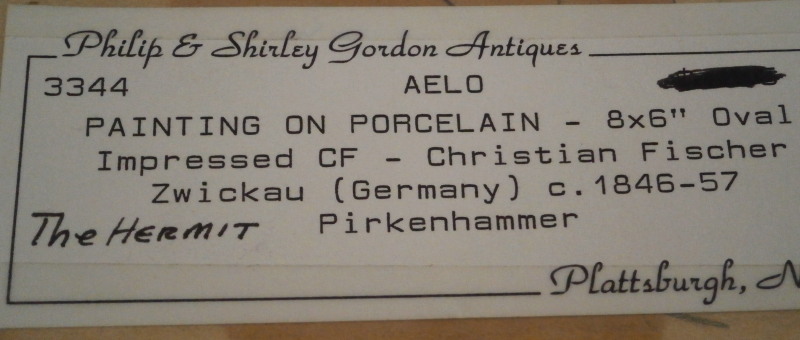 Philip & Shirley Gordon Antiques
3344 AELO
PAINTING ON PORCELAIN - 8x6" Oval
Impressed CF - Christian Fischer
Zwickau (Germany) c.1846-57
The HERMIT Pirkenhammer
Plattsburgh, N